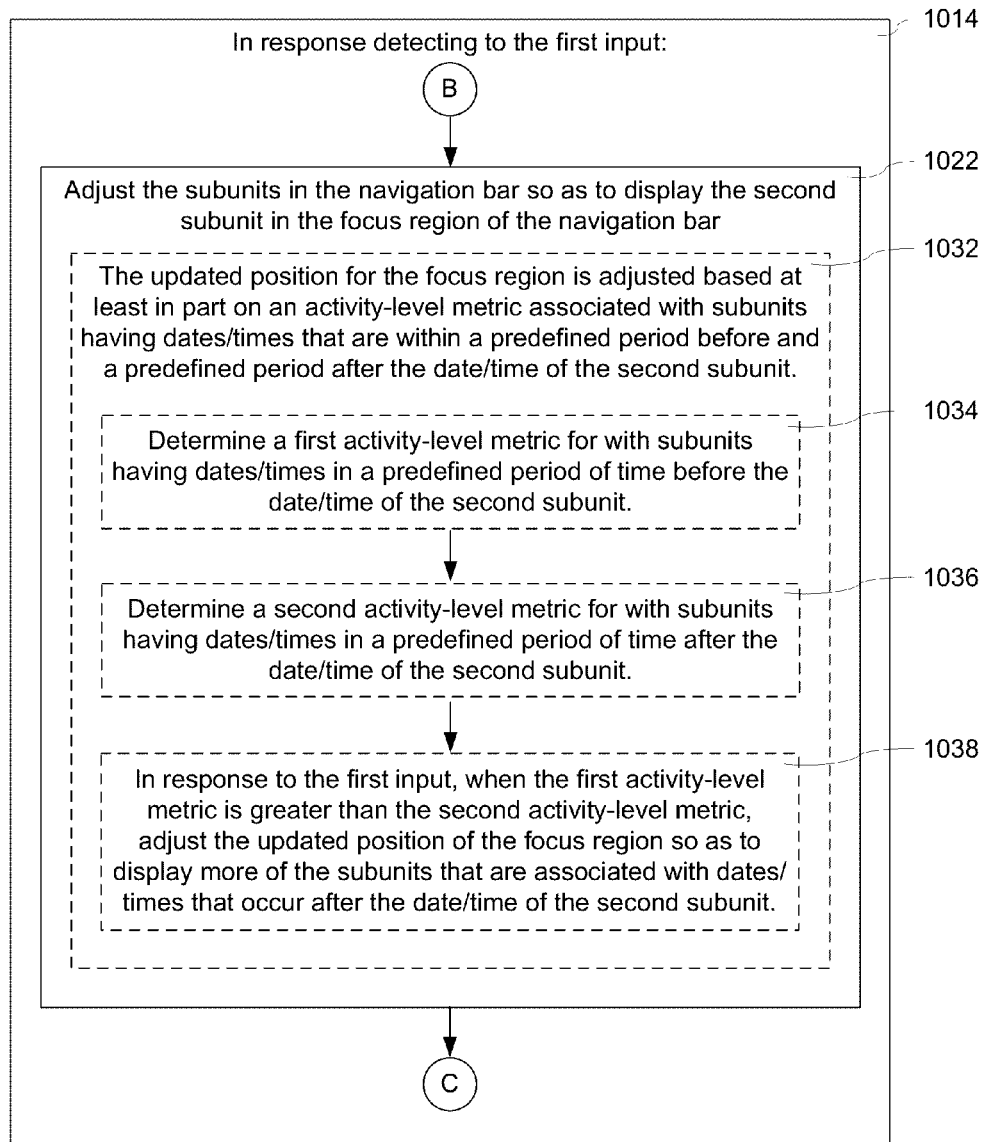 1014
In response detecting to the first input:
B
1022
Adjust the subunits in the navigation bar so as to display the second
subunit in the focus region of the navigation bar
1032
The updated position for the focus region is adjusted based at
least in part on an activity-level metric associated with subunits
having dates/times that are within a predefined period before and
a predefined period after the date/time of the second subunit.
1034
Determine a first activity-level metric for with subunits
having dates/times in a predefined period of time before the
date/time of the second subunit.
1036
Determine a second activity-level metric for with subunits
having dates/times in a predefined period of time after the
date/time of the second subunit.
1038
In response to the first input, when the first activity-level
metric is greater than the second activity-level metric,
adjust the updated position of the focus region so as to
display more of the subunits that are associated with dates/
times that occur after the date/time of the second subunit.
C